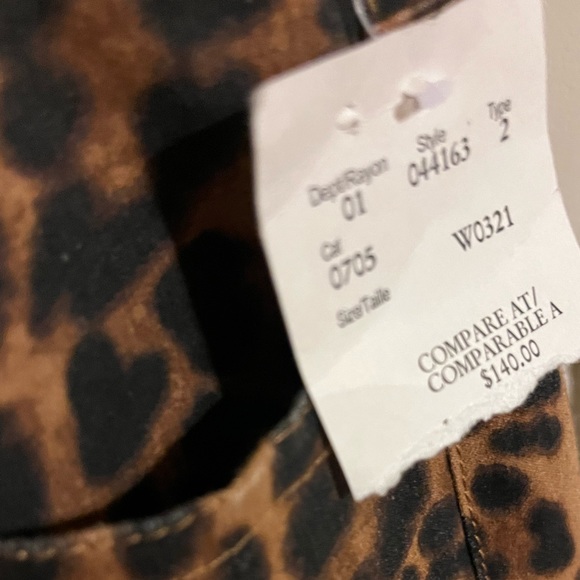 Dept/Rayon Style Type
01 044163 2
Cat
0705 W0321
Size/Taille
COMPARE AT/
COMPARABLE A
$140.00